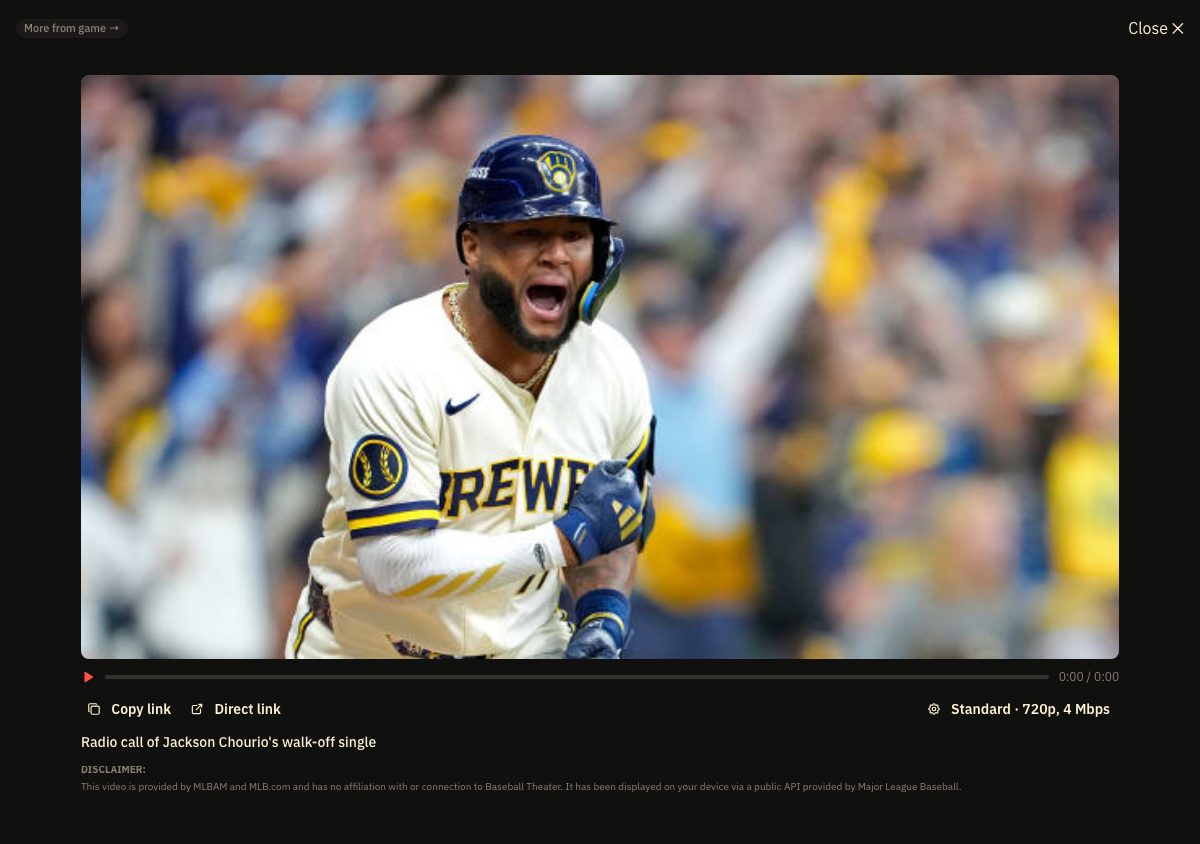 More from game →
Close ×
BREWE
Copy link
Direct link
Standard · 720p, 4 Mbps
0:00 / 0:00
Radio call of Jackson Chourio's walk-off single
DISCLAIMER:
This video is provided by MLBAM and MLB.com and has no affiliation with or connection to Baseball Theater. It has been displayed on your device via a public API provided by Major League Baseball.